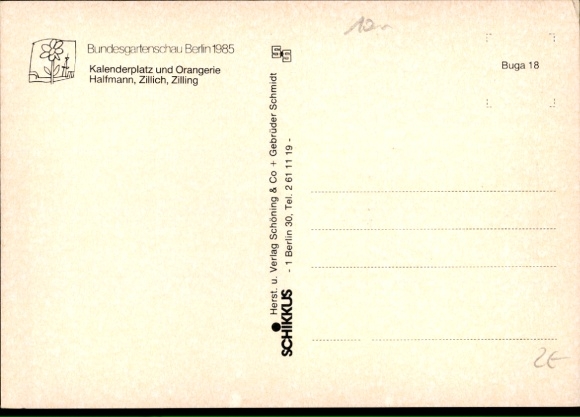 Bundesgartenschau Berlin 1985
Kalenderplatz und Orangerie
Halfmann, Zillich, Zilling
Herst. u. Verlag Schöning & Co + Gebrüder Schmidt
- 1 Berlin 30, Tel. 2 61 11 19 -
SCHIKKUS
Buga 18
2€